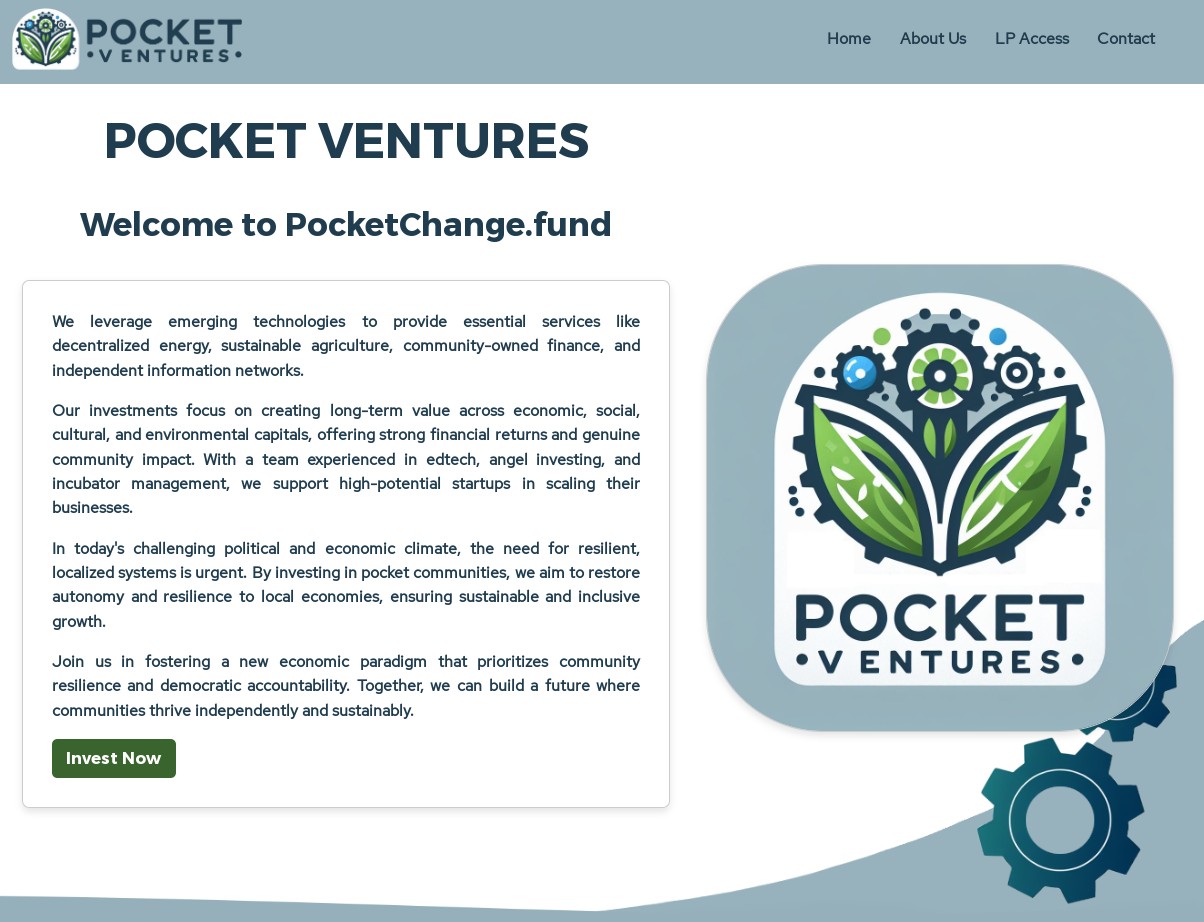 POCKET
• VENTURES •
Home About Us LP Access Contact
POCKET VENTURES
Welcome to PocketChange.fund
We leverage emerging technologies to provide essential services like
decentralized energy, sustainable agriculture, community-owned finance, and
independent information networks.
Our investments focus on creating long-term value across economic, social,
cultural, and environmental capitals, offering strong financial returns and genuine
community impact. With a team experienced in edtech, angel investing, and
incubator management, we support high-potential startups in scaling their
businesses.
In today's challenging political and economic climate, the need for resilient,
localized systems is urgent. By investing in pocket communities, we aim to restore
autonomy and resilience to local economies, ensuring sustainable and inclusive
growth.
Join us in fostering a new economic paradigm that prioritizes community
resilience and democratic accountability. Together, we can build a future where
communities thrive independently and sustainably.
Invest Now
POCKET
• VENTURES •